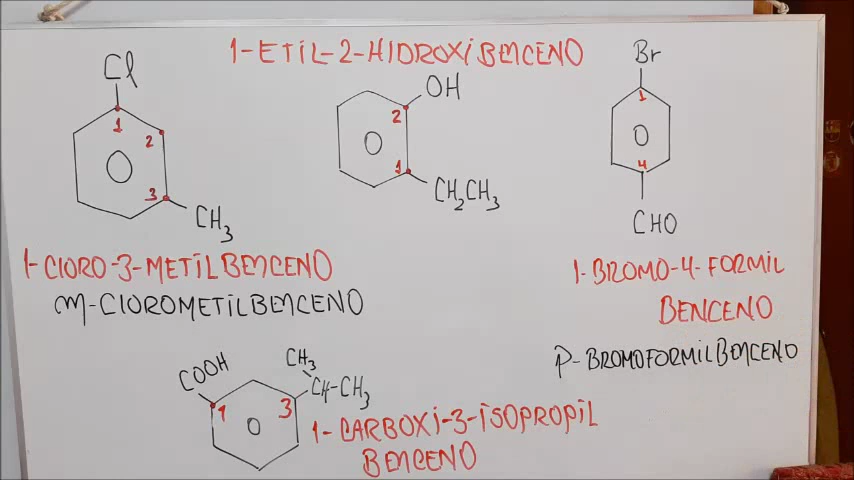 1-ETIL-2-HIDROXIBENCENO
Cl
1
2
3
CH3
1-CLORO-3-METILBENCENO
m-CLOROMETILBENCENO
OH
2
1
CH2CH3
Br
1
4
CHO
1-BROMO-4-FORMIL
BENCENO
P-BROMOFORMILBENCENO
COOH
CH3
CH-CH3
1
3
1-CARBOXI-3-ISOPROPIL
BENCENO